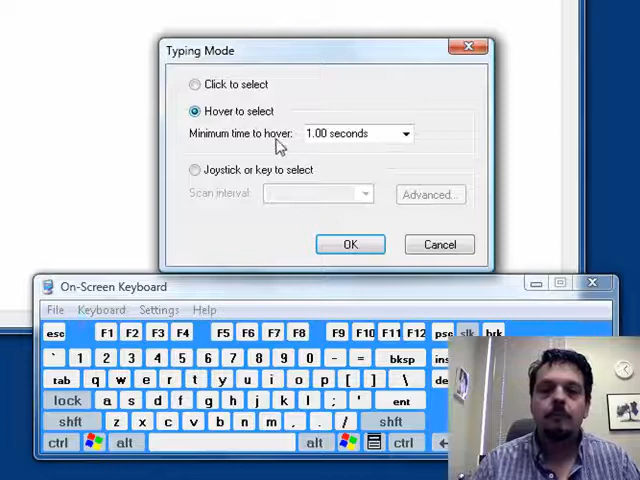 Typing Mode
Click to select
Hover to select
Minimum time to hover: 1.00 seconds
Joystick or key to select
Scan interval:
Advanced...
OK Cancel
On-Screen Keyboard
File Keyboard Settings Help
esc F1 F2 F3 F4 F5 F6 F7 F8 F9 F10 F11 F12 psc slk brk
` 1 2 3 4 5 6 7 8 9 0 - = bksp ins
tab q w e r t y u i o p [ ] \ de
lock a s d f g h j k l ; ' ent
shft z x c v b n m , . / shft
ctrl alt alt ctrl